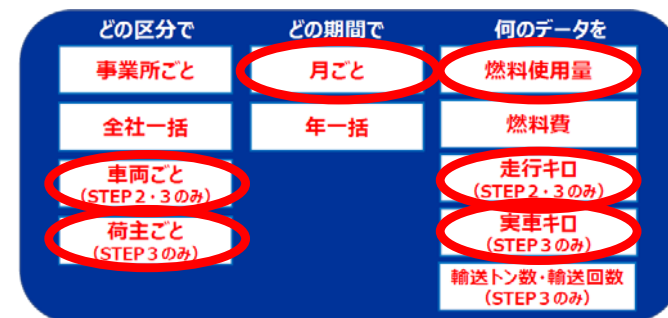 どの区分で
どの期間で
何のデータを
事業所ごと
月ごと
燃料使用量
全社一括
年一括
燃料費
車両ごと
(STEP2・3のみ)
走行キロ
(STEP2・3のみ)
荷主ごと
(STEP3のみ)
実車キロ
(STEP3のみ)
輸送トン数・輸送回数
(STEP3のみ)